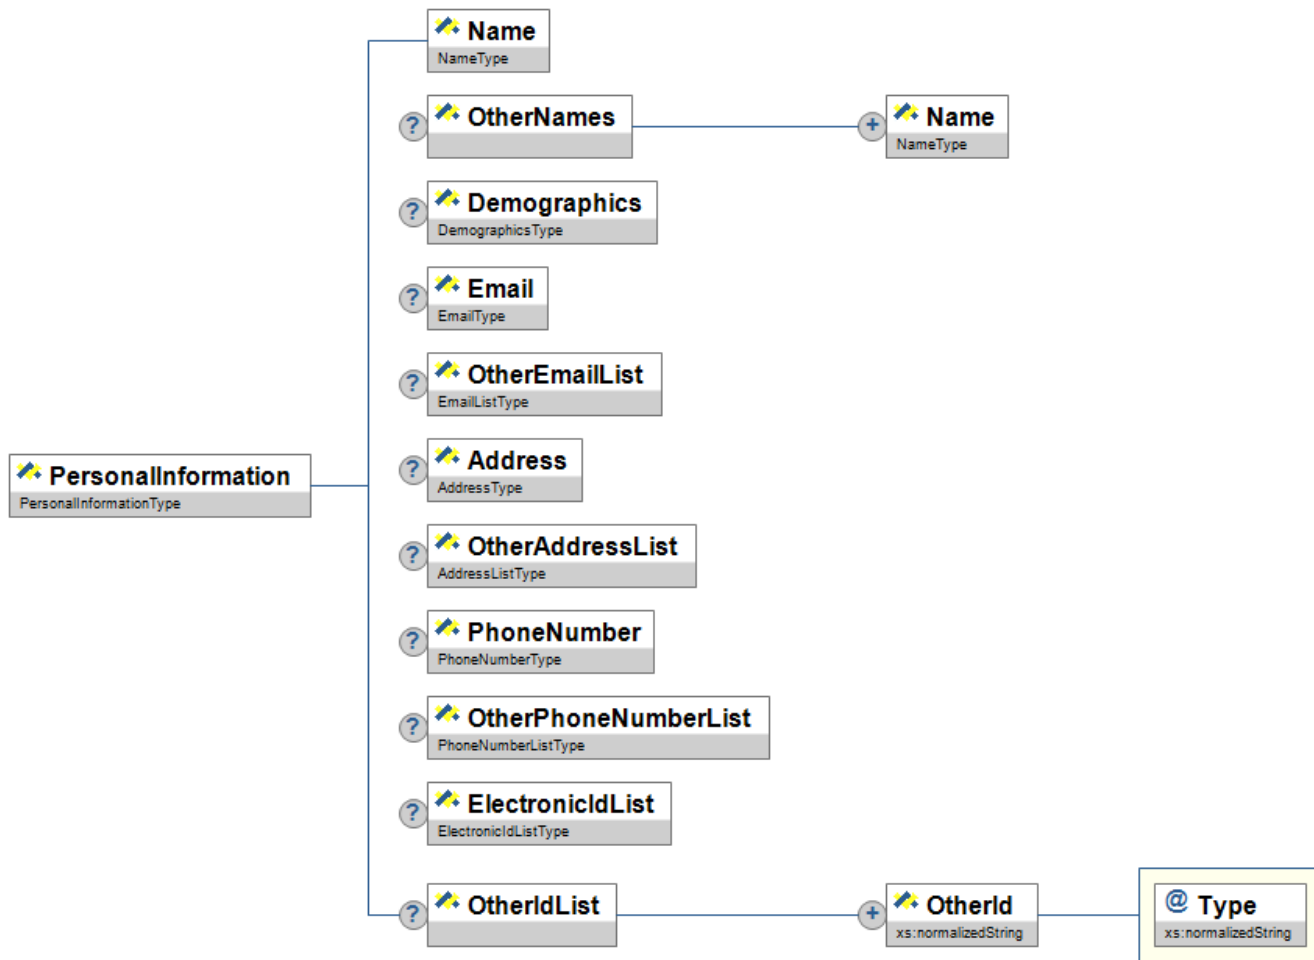 Name
NameType
? OtherNames
+ Name
NameType
? Demographics
DemographicsType
? Email
EmailType
? OtherEmailList
EmailListType
? Address
AddressType
PersonalInformation
PersonalInformationType
? OtherAddressList
AddressListType
? PhoneNumber
PhoneNumberType
? OtherPhoneNumberList
PhoneNumberListType
? ElectronicIdList
ElectronicIdListType
? OtherIdList
+ OtherId
xs:normalizedString
@ Type
xs:normalizedString